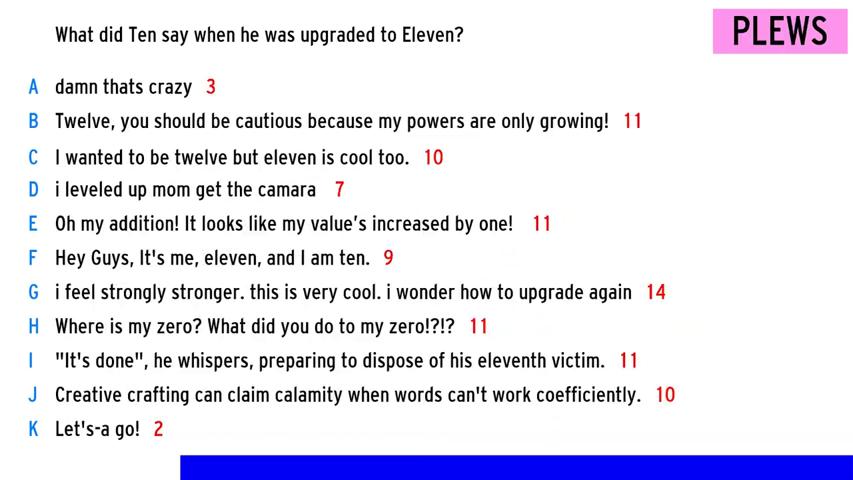 What did Ten say when he was upgraded to Eleven?
PLEWS
A damn thats crazy 3
B Twelve, you should be cautious because my powers are only growing! 11
C I wanted to be twelve but eleven is cool too. 10
D i leveled up mom get the camara 7
E Oh my addition! It looks like my value's increased by one! 11
F Hey Guys, It's me, eleven, and I am ten. 9
G i feel strongly stronger. this is very cool. i wonder how to upgrade again 14
H Where is my zero? What did you do to my zero!?!? 11
I "It's done", he whispers, preparing to dispose of his eleventh victim. 11
J Creative crafting can claim calamity when words can't work coefficiently. 10
K Let's-a go! 2